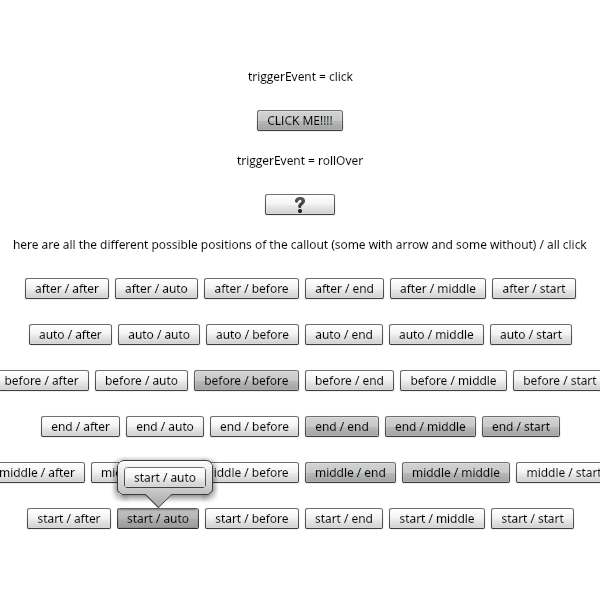 triggerEvent = click
CLICK ME!!!!
triggerEvent = rollOver
?
here are all the different possible positions of the callout (some with arrow and some without) / all click
after / after after / auto after / before after / end after / middle after / start
auto / after auto / auto auto / before auto / end auto / middle auto / start
before / after before / auto before / before before / end before / middle before / start
end / after end / auto end / before end / end end / middle end / start
middle / after / before middle / end middle / middle middle / start
start / auto
start / after start / auto start / before start / end start / middle start / start